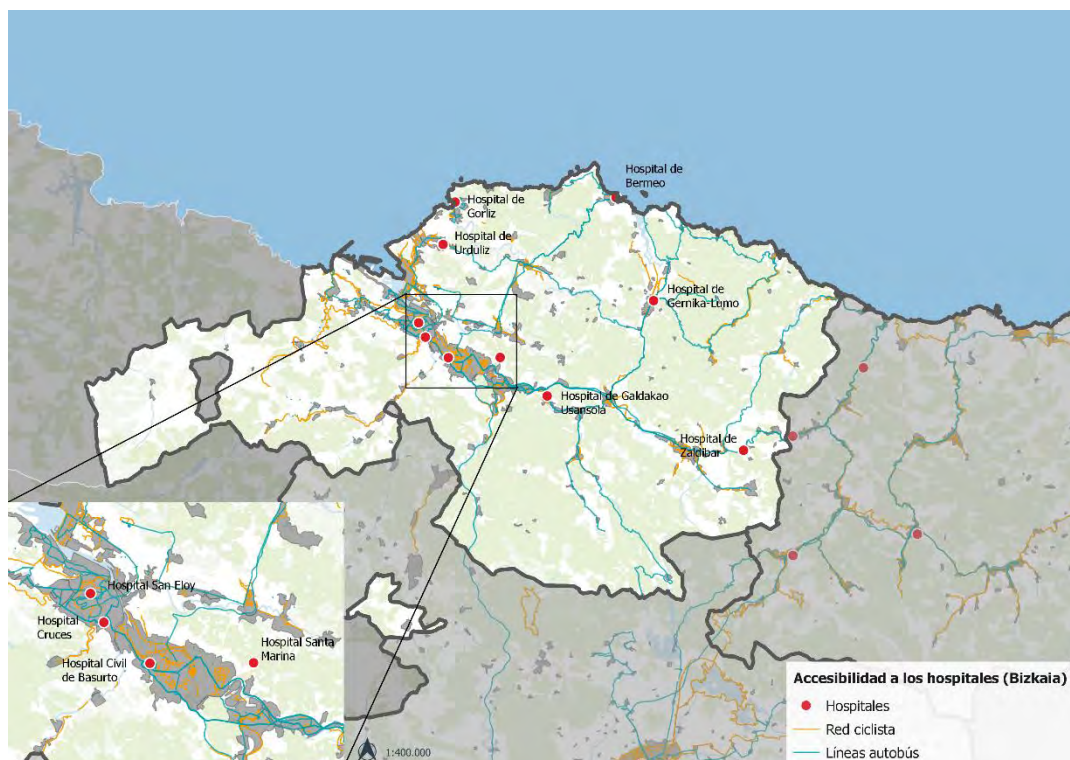 Hospital de
Bermeo
Hospital de
Gorliz
Hospital de
Urduliz
Hospital de
Gernika-Lumo
Hospital de Galdakao
Usansola
Hospital de
Zaldibar
Hospital San Eloy
Hospital
Cruces
Hospital Santa
Marina
Hospital Civil
de Basurto
1:400.000
Accesibilidad a los hospitales (Bizkaia)
Hospitales
Red ciclista
Líneas autobús